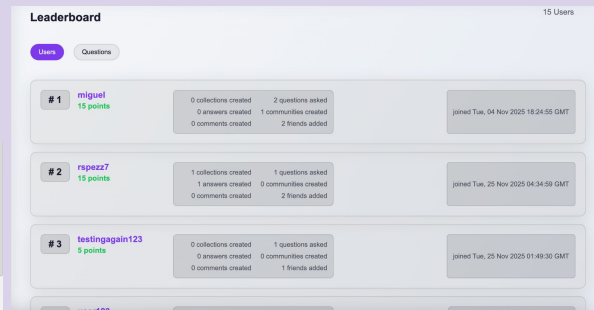 Leaderboard
15 Users
Users
Questions
# 1
miguel
15 points
0 collections created 2 questions asked
0 answers created 1 communities created
0 comments created 2 friends added
joined Tue, 04 Nov 2025 18:24:55 GMT
# 2
rspezz7
15 points
1 collections created 1 questions asked
1 answers created 0 communities created
0 comments created 2 friends added
joined Tue, 25 Nov 2025 04:34:59 GMT
# 3
testingagain123
5 points
0 collections created 1 questions asked
0 answers created 0 communities created
0 comments created 1 friends added
joined Tue, 25 Nov 2025 01:49:30 GMT